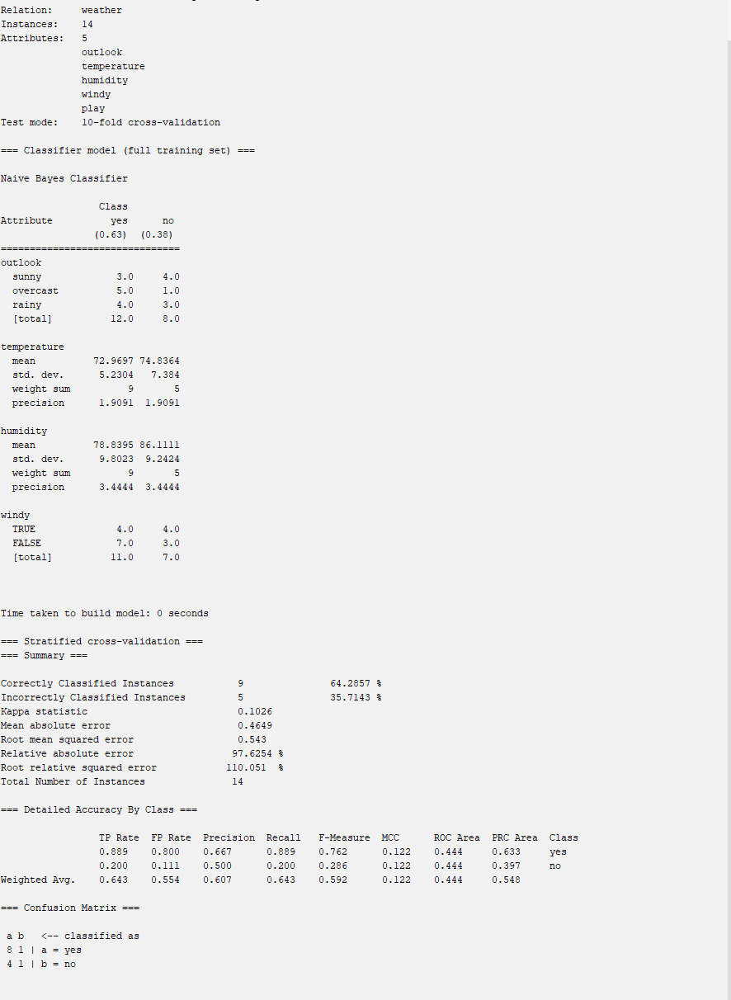 Relation:     weather
Instances:    14
Attributes:   5
              outlook
              temperature
              humidity
              windy
              play
Test mode:    10-fold cross-validation

=== Classifier model (full training set) ===

Naive Bayes Classifier

                 Class
Attribute          yes      no
                (0.63)  (0.38)
===============================
outlook
  sunny             3.0     4.0
  overcast          5.0     1.0
  rainy             4.0     3.0
  [total]          12.0     8.0

temperature
  mean          72.9697 74.8364
  std. dev.      5.2304   7.384
  weight sum          9       5
  precision      1.9091  1.9091

humidity
  mean          78.8395 86.1111
  std. dev.      9.8023  9.2424
  weight sum          9       5
  precision      3.4444  3.4444

windy
  TRUE              4.0     4.0
  FALSE             7.0     3.0
  [total]          11.0     7.0

Time taken to build model: 0 seconds

=== Stratified cross-validation ===
=== Summary ===

Correctly Classified Instances           9               64.2857 %
Incorrectly Classified Instances         5               35.7143 %
Kappa statistic                          0.1026
Mean absolute error                      0.4649
Root mean squared error                  0.543
Relative absolute error                 97.6254 %
Root relative squared error            110.051  %
Total Number of Instances               14

=== Detailed Accuracy By Class ===

                 TP Rate  FP Rate  Precision  Recall   F-Measure  MCC      ROC Area  PRC Area  Class
                 0.889    0.800    0.667      0.889    0.762      0.122    0.444     0.633     yes
                 0.200    0.111    0.500      0.200    0.286      0.122    0.444     0.397     no
Weighted Avg.    0.643    0.554    0.607      0.643    0.592      0.122    0.444     0.548

=== Confusion Matrix ===

 a b   <-- classified as
 8 1 | a = yes
 4 1 | b = no